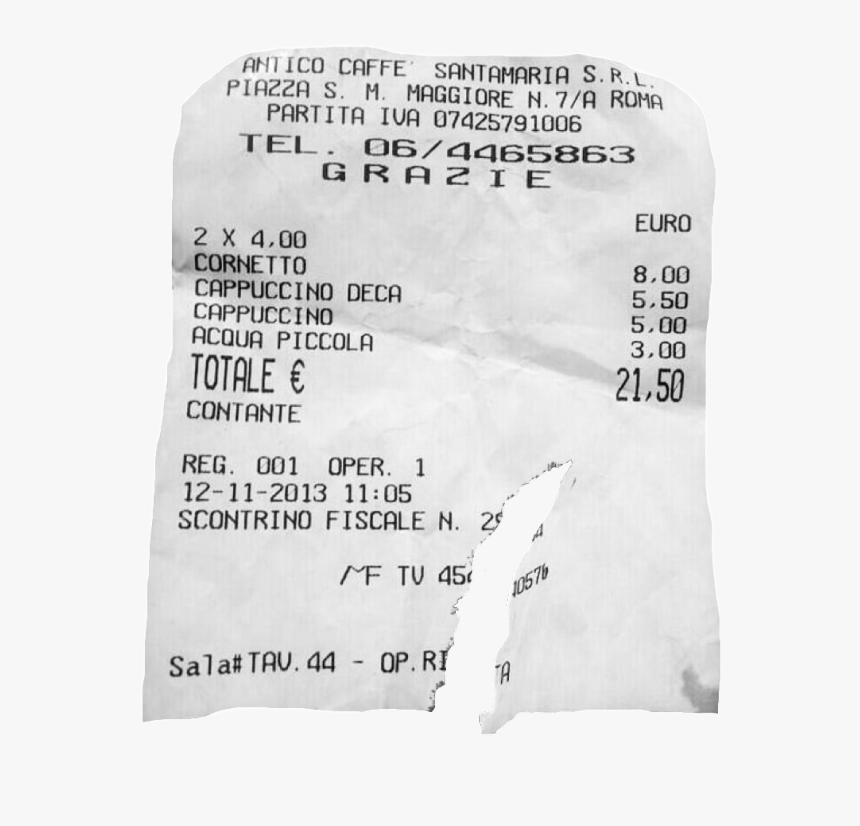 ANTICO CAFFE' SANTAMARIA S.R.L.
PIAZZA S. M. MAGGIORE N.7/A ROMA
PARTITA IVA 07425791006
TEL. 06/4465863
GRAZIE
EURO
2 X 4,00
CORNETTO 8,00
CAPPUCCINO DECA 5,50
CAPPUCCINO 5,00
ACQUA PICCOLA 3,00
TOTALE € 21,50
CONTANTE
REG. 001 OPER. 1
12-11-2013 11:05
SCONTRINO FISCALE N.
MF TV
Sala#TAV.44 - OP.